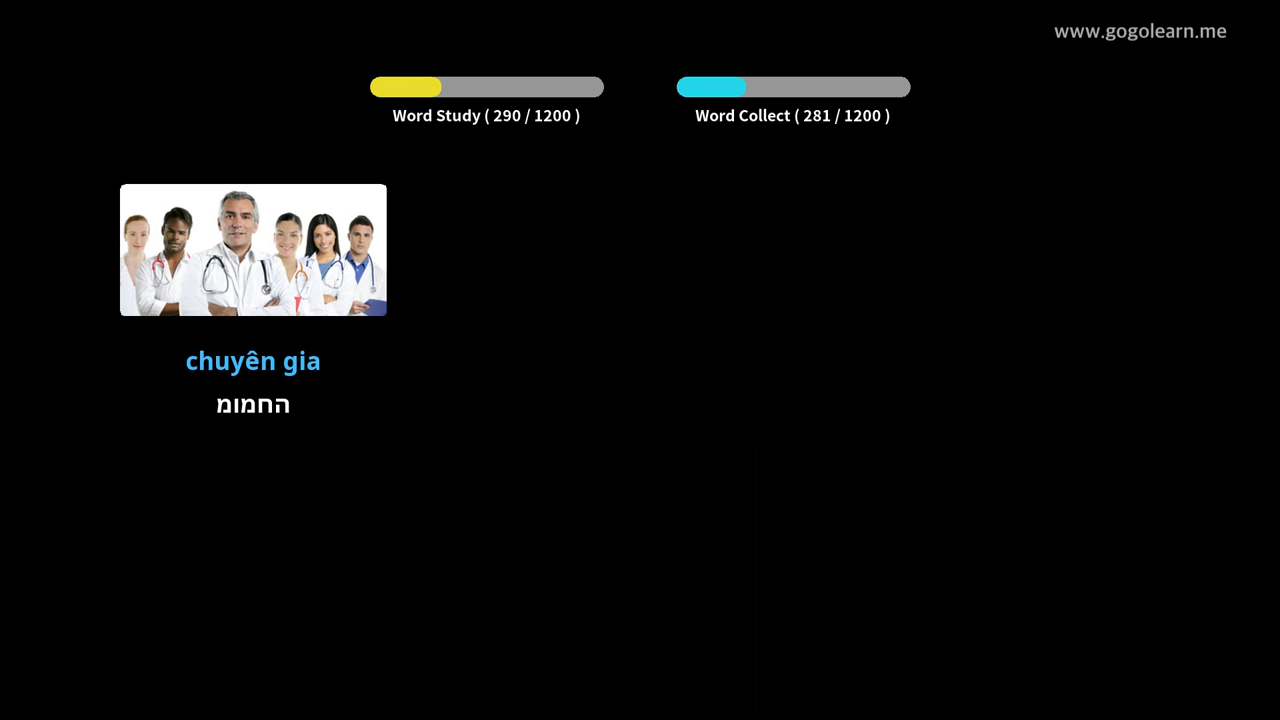 www.gogolearn.me
Word Study ( 290 / 1200 )
Word Collect ( 281 / 1200 )
chuyên gia
החמומ